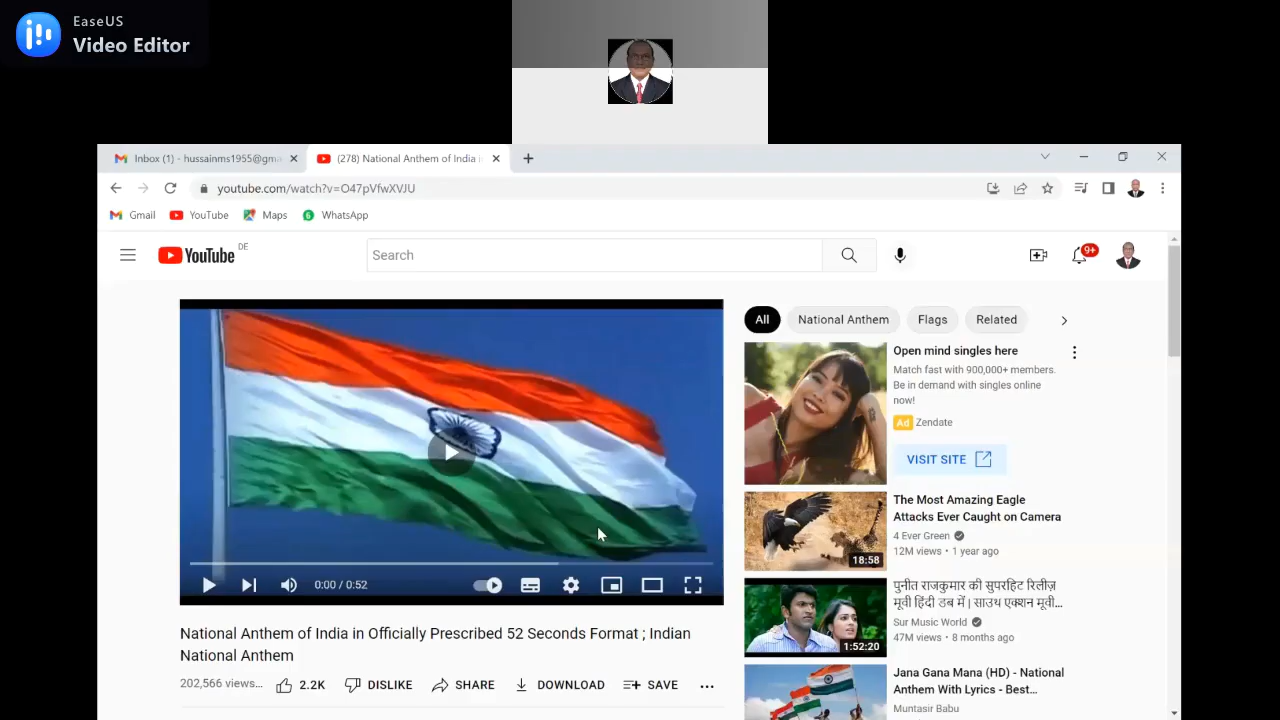 EaseUS
Video Editor
Inbox (1) - hussainms1955@gma
(278) National Anthem of India in
youtube.com/watch?v=O47pVfwXVJU
Gmail
YouTube
Maps
6
WhatsApp
YouTube
DE
Search
9+
All
National Anthem
Flags
Related
Open mind singles here
Match fast with 900,000+ members.
Be in demand with singles online
now!
Ad Zendate
VISIT SITE
The Most Amazing Eagle
Attacks Ever Caught on Camera
4 Ever Green
12M views • 1 year ago
18:58
पुनीत राजकुमार की सुपरहिट रिलीज़
मूवी हिंदी डब में | साउथ एक्शन मूवी...
Sur Music World
47M views • 8 months ago
1:52:20
Jana Gana Mana (HD) - National
Anthem With Lyrics - Best...
Muntasir Babu
0:00 / 0:52
National Anthem of India in Officially Prescribed 52 Seconds Format ; Indian
National Anthem
202,566 views...
2.2K
DISLIKE
SHARE
DOWNLOAD
SAVE